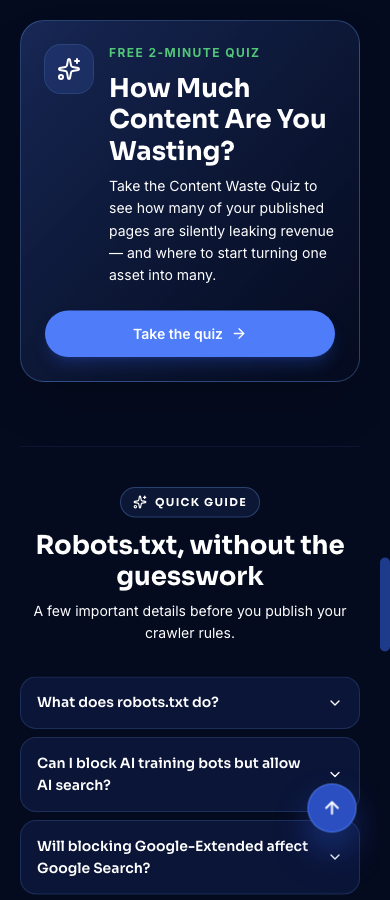 FREE 2-MINUTE QUIZ
How Much
Content Are You
Wasting?
Take the Content Waste Quiz to
see how many of your published
pages are silently leaking revenue
— and where to start turning one
asset into many.
Take the quiz
QUICK GUIDE
Robots.txt, without the
guesswork
A few important details before you publish your
crawler rules.
What does robots.txt do?
Can I block AI training bots but allow
AI search?
Will blocking Google-Extended affect
Google Search?